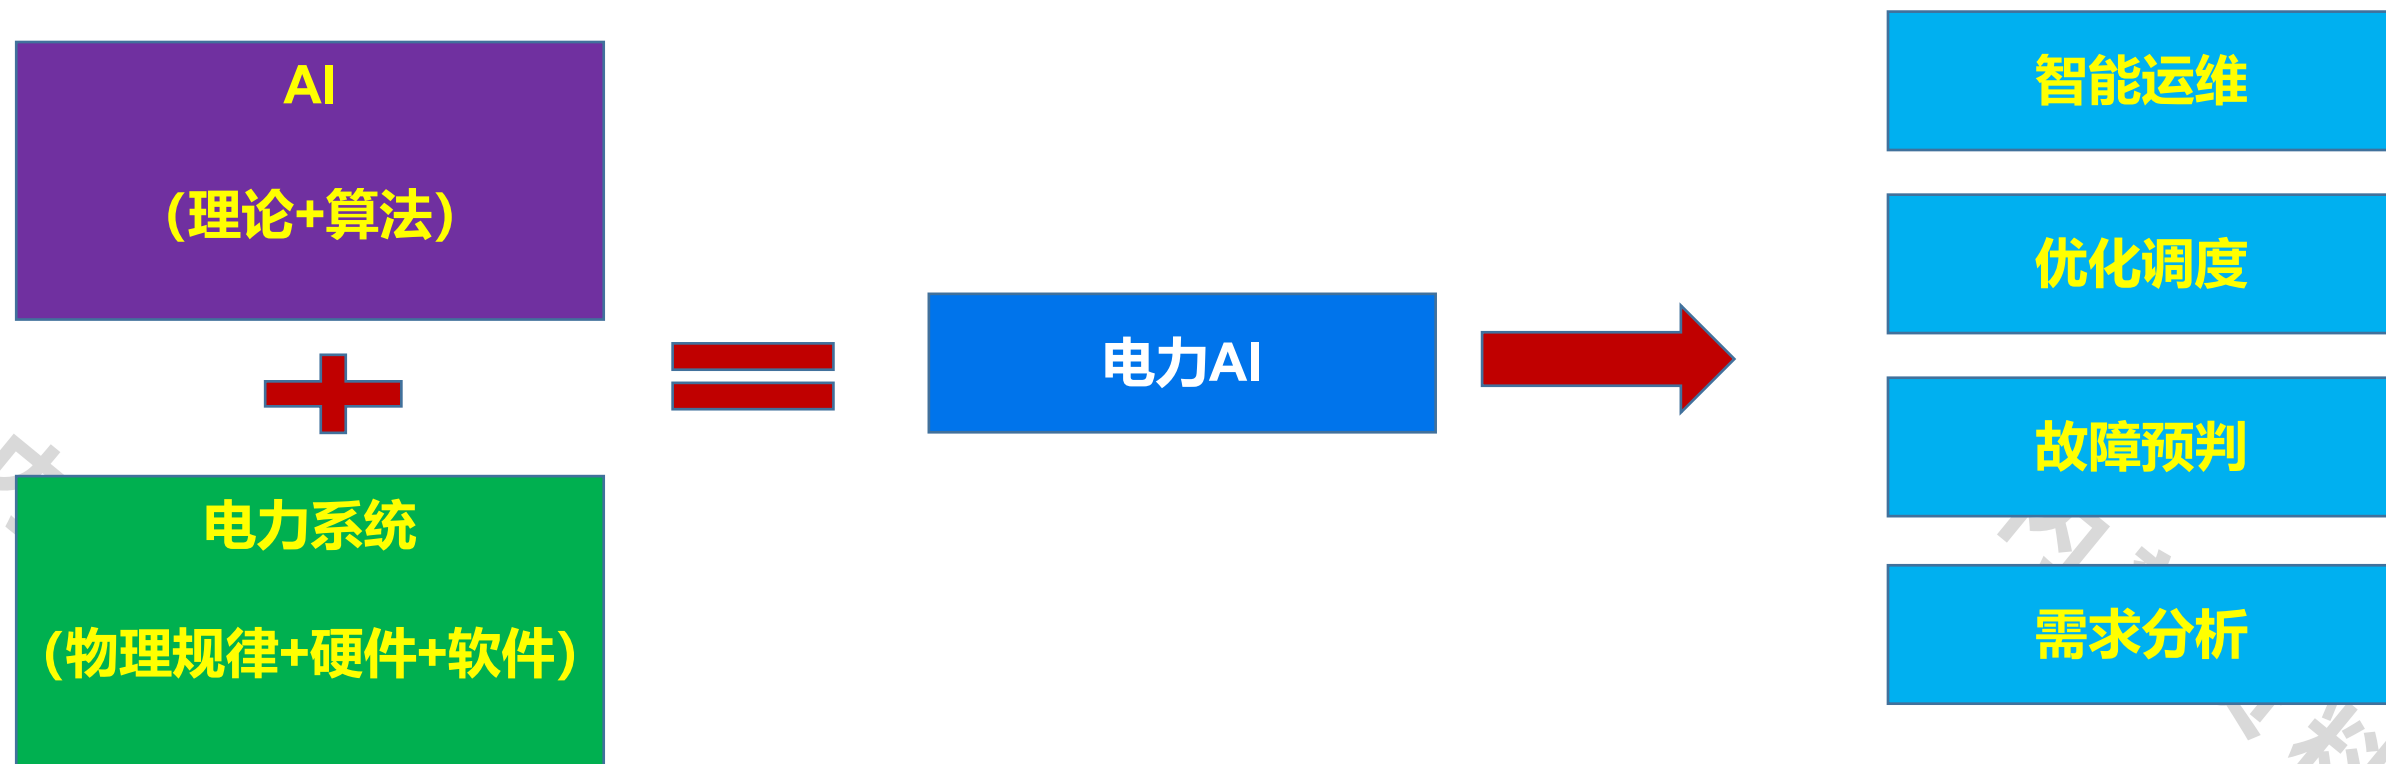 AI
(理论+算法)
电力系统
(物理规律+硬件+软件)
电力AI
智能运维
优化调度
故障预判
需求分析